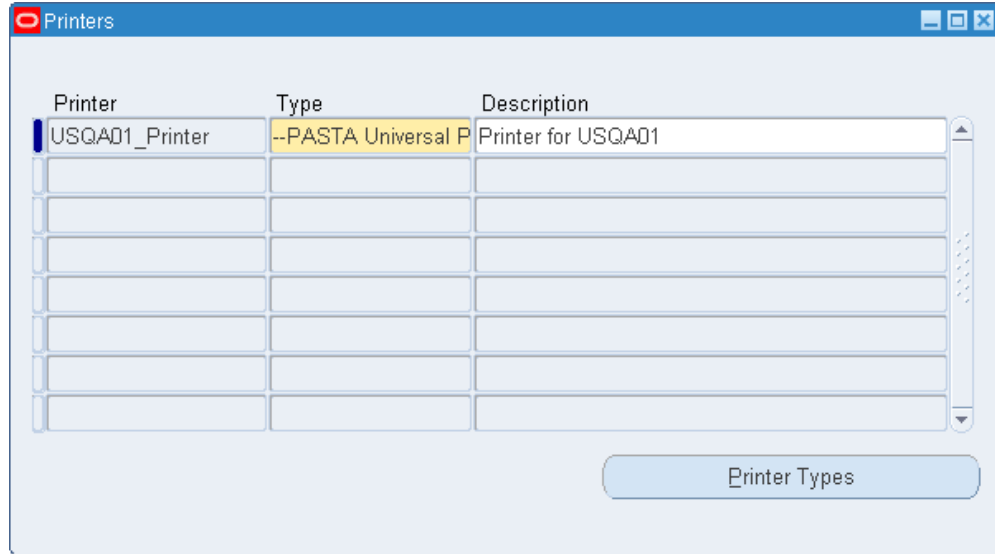 Printers
Printer Type Description
USQA01_Printer --PASTA Universal P Printer for USQA01
Printer Types